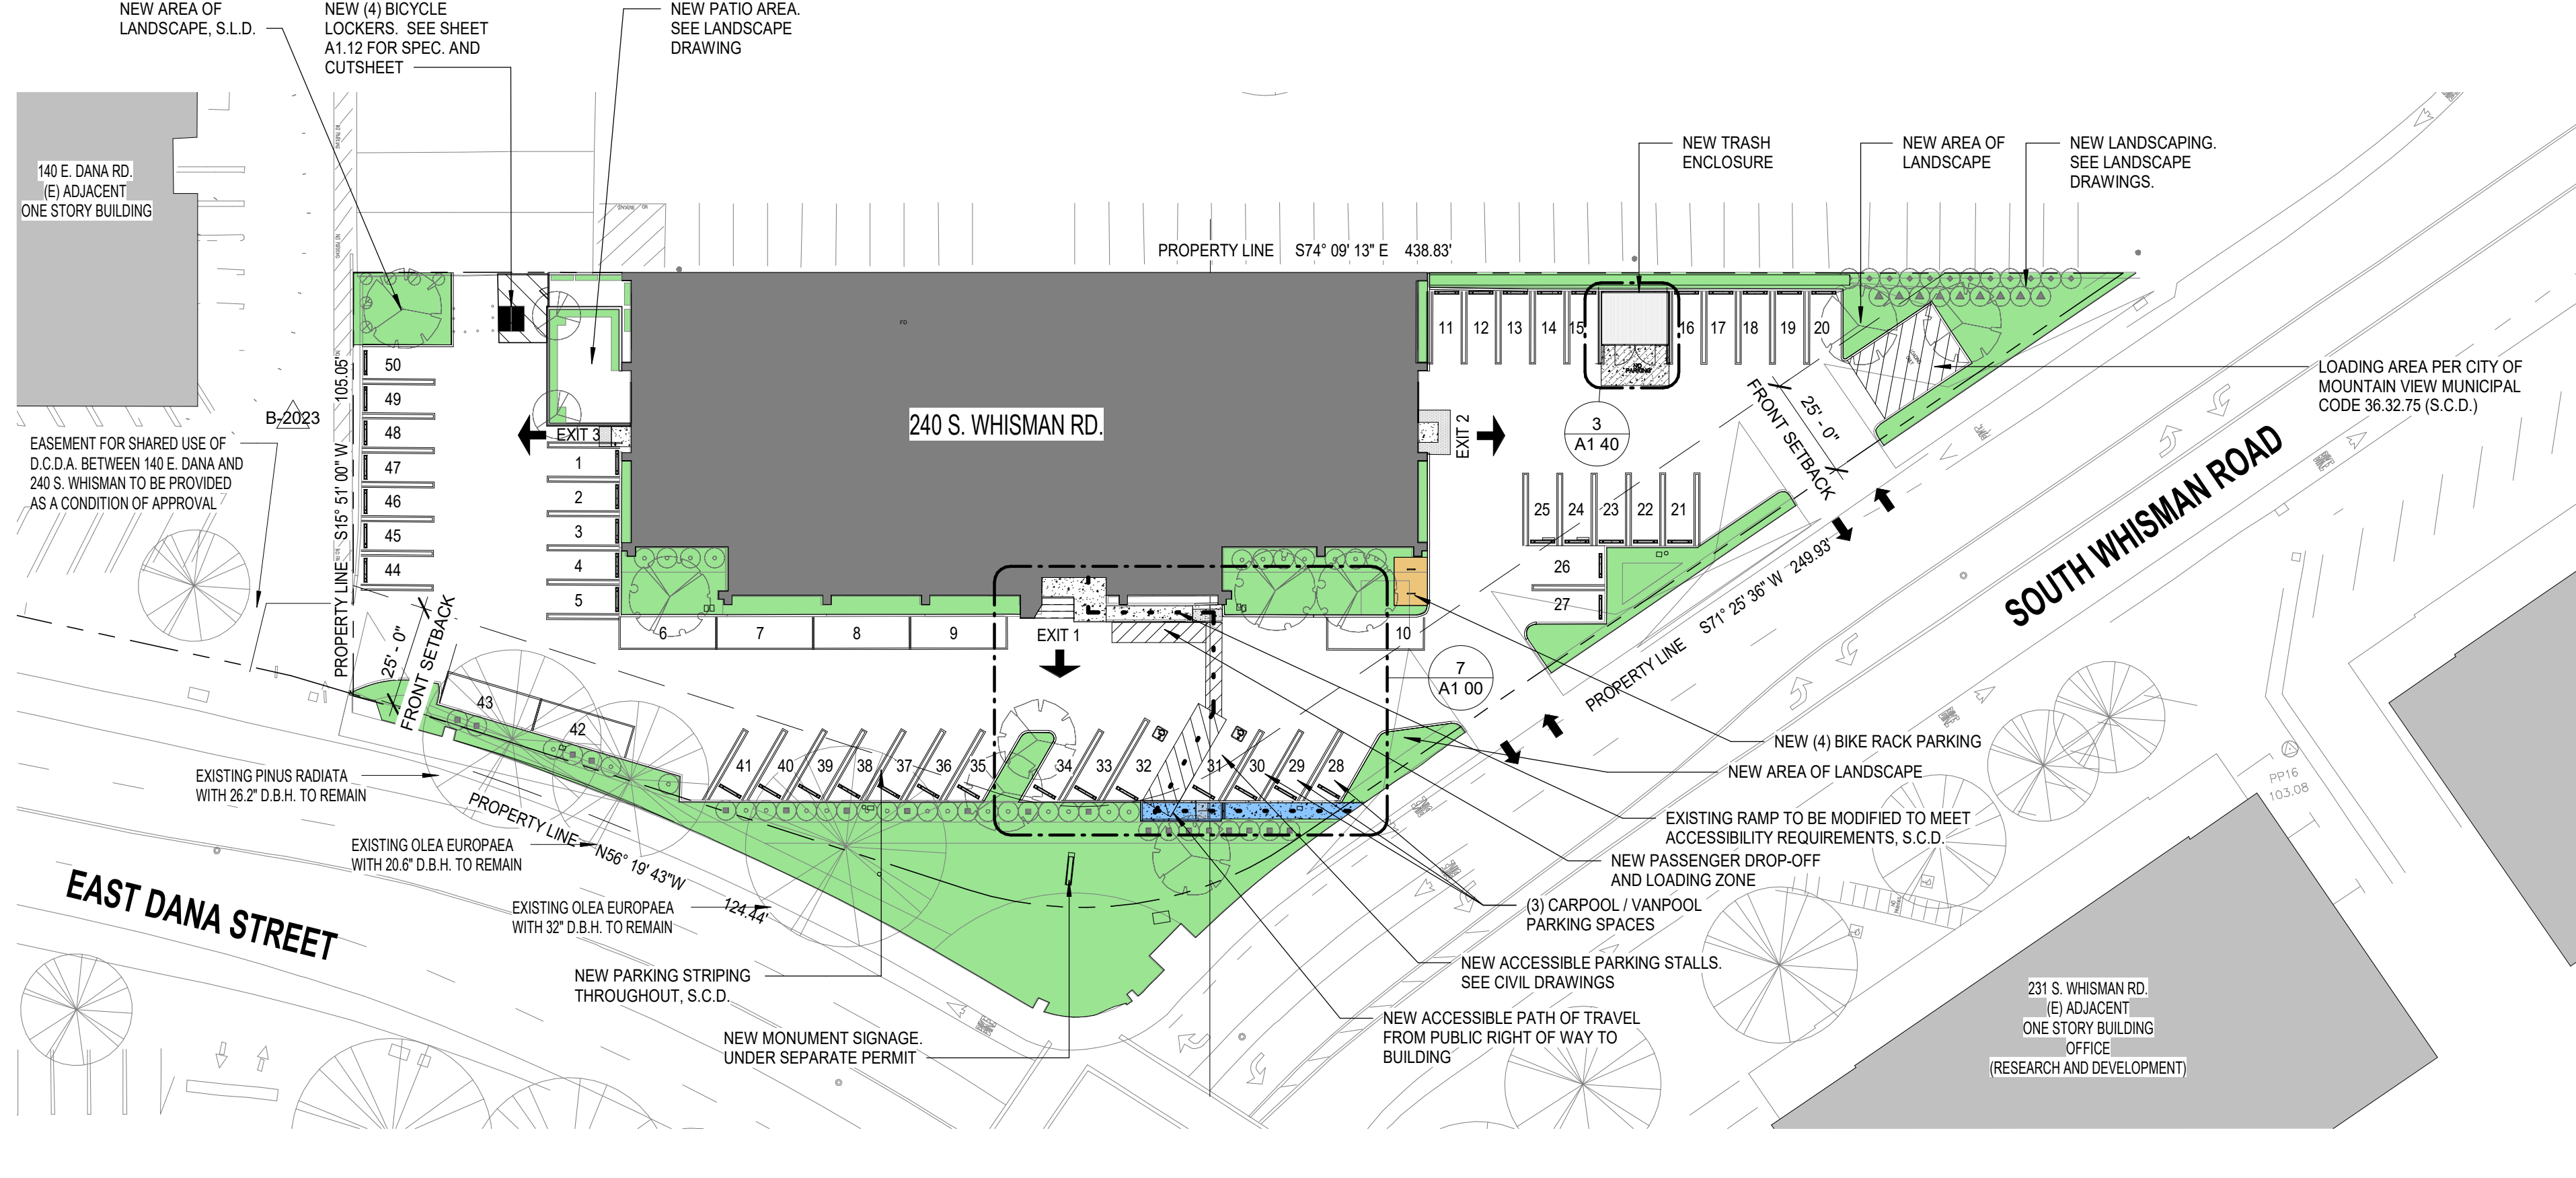 NEW AREA OF
LANDSCAPE, S.L.D.
NEW (4) BICYCLE
LOCKERS. SEE SHEET
A1.12 FOR SPEC. AND
CUTSHEET
NEW PATIO AREA.
SEE LANDSCAPE
DRAWING
140 E. DANA RD.
(E) ADJACENT
ONE STORY BUILDING
NEW TRASH
ENCLOSURE
NEW AREA OF
LANDSCAPE
NEW LANDSCAPING.
SEE LANDSCAPE
DRAWINGS.
PROPERTY LINE S74° 09' 13" E 438.83'
FD
11
12
13
14
15
16
17
18
19
20
NO
PARKING
LOADING AREA PER CITY OF
MOUNTAIN VIEW MUNICIPAL
CODE 36.32.75 (S.C.D.)
50
49
48
47
46
45
44
PROPERTY LINE S15° 51' 00" W 105.05'
B-2023
EASEMENT FOR SHARED USE OF
D.C.D.A. BETWEEN 140 E. DANA AND
240 S. WHISMAN TO BE PROVIDED
AS A CONDITION OF APPROVAL
EXIT 3
1
2
3
4
5
240 S. WHISMAN RD.
EXIT 2
3
A1 40
25' - 0"
FRONT SETBACK
SOUTH WHISMAN ROAD
25
24
23
22
21
26
27
PROPERTY LINE S71° 25' 36" W 249.93'
6
7
8
9
EXIT 1
10
7
A1 00
25' - 0"
FRONT SETBACK
43
42
41
40
39
38
37
36
35
34
33
32
31
30
29
28
NEW (4) BIKE RACK PARKING
NEW AREA OF LANDSCAPE
EXISTING RAMP TO BE MODIFIED TO MEET
ACCESSIBILITY REQUIREMENTS, S.C.D.
NEW PASSENGER DROP-OFF
AND LOADING ZONE
(3) CARPOOL / VANPOOL
PARKING SPACES
NEW ACCESSIBLE PARKING STALLS.
SEE CIVIL DRAWINGS
NEW ACCESSIBLE PATH OF TRAVEL
FROM PUBLIC RIGHT OF WAY TO
BUILDING
EXISTING PINUS RADIATA
WITH 26.2" D.B.H. TO REMAIN
PROPERTY LINE N56° 19' 43"W
124.44'
EXISTING OLEA EUROPAEA
WITH 20.6" D.B.H. TO REMAIN
EXISTING OLEA EUROPAEA
WITH 32" D.B.H. TO REMAIN
EAST DANA STREET
NEW PARKING STRIPING
THROUGHOUT, S.C.D.
NEW MONUMENT SIGNAGE.
UNDER SEPARATE PERMIT
PP16
103.08
231 S. WHISMAN RD.
(E) ADJACENT
ONE STORY BUILDING
OFFICE
(RESEARCH AND DEVELOPMENT)